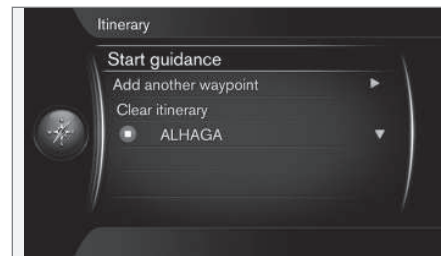 Itinerary
Start guidance
Add another waypoint
Clear itinerary
ALHAGA